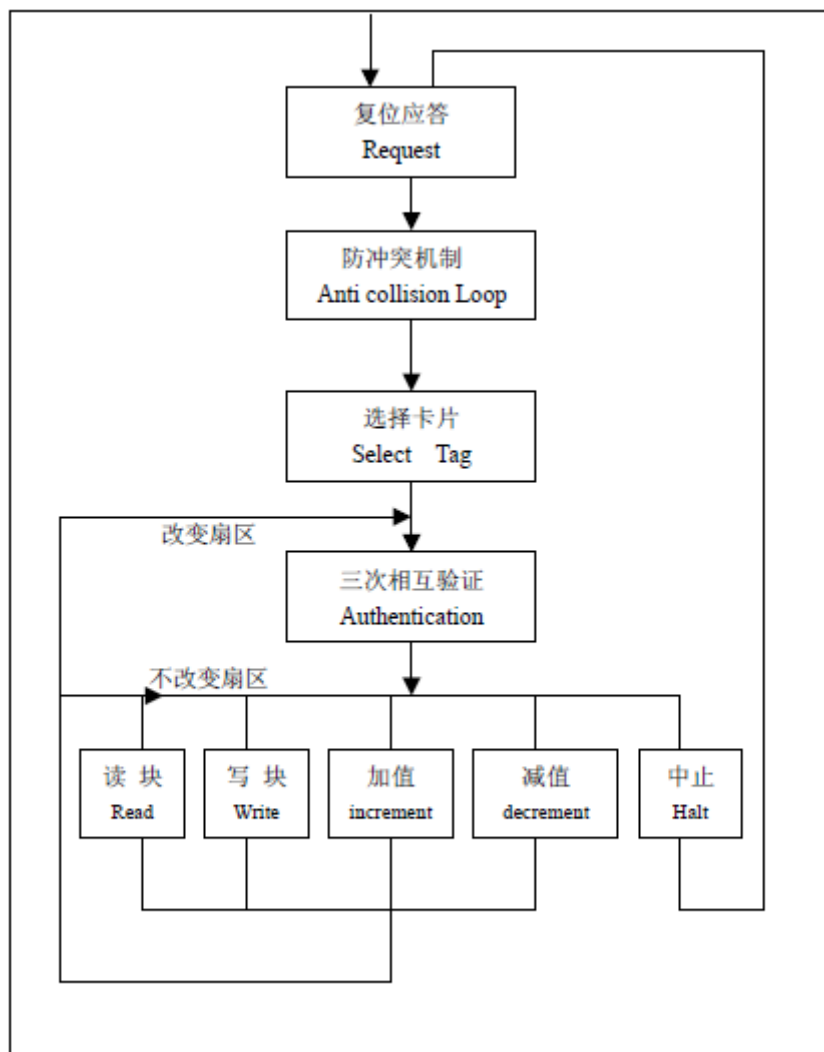 复位应答
Request
防冲突机制
Anti collision Loop
选择卡片
Select Tag
改变扇区
三次相互验证
Authentication
不改变扇区
读 块
Read
写 块
Write
加值
increment
减值
decrement
中止
Halt